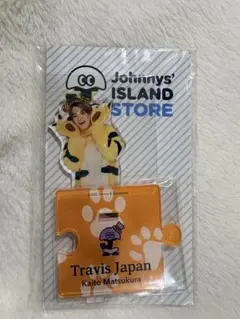 Johnnys'
ISLAND
STORE
Travis Japan
Kaito Matsukura